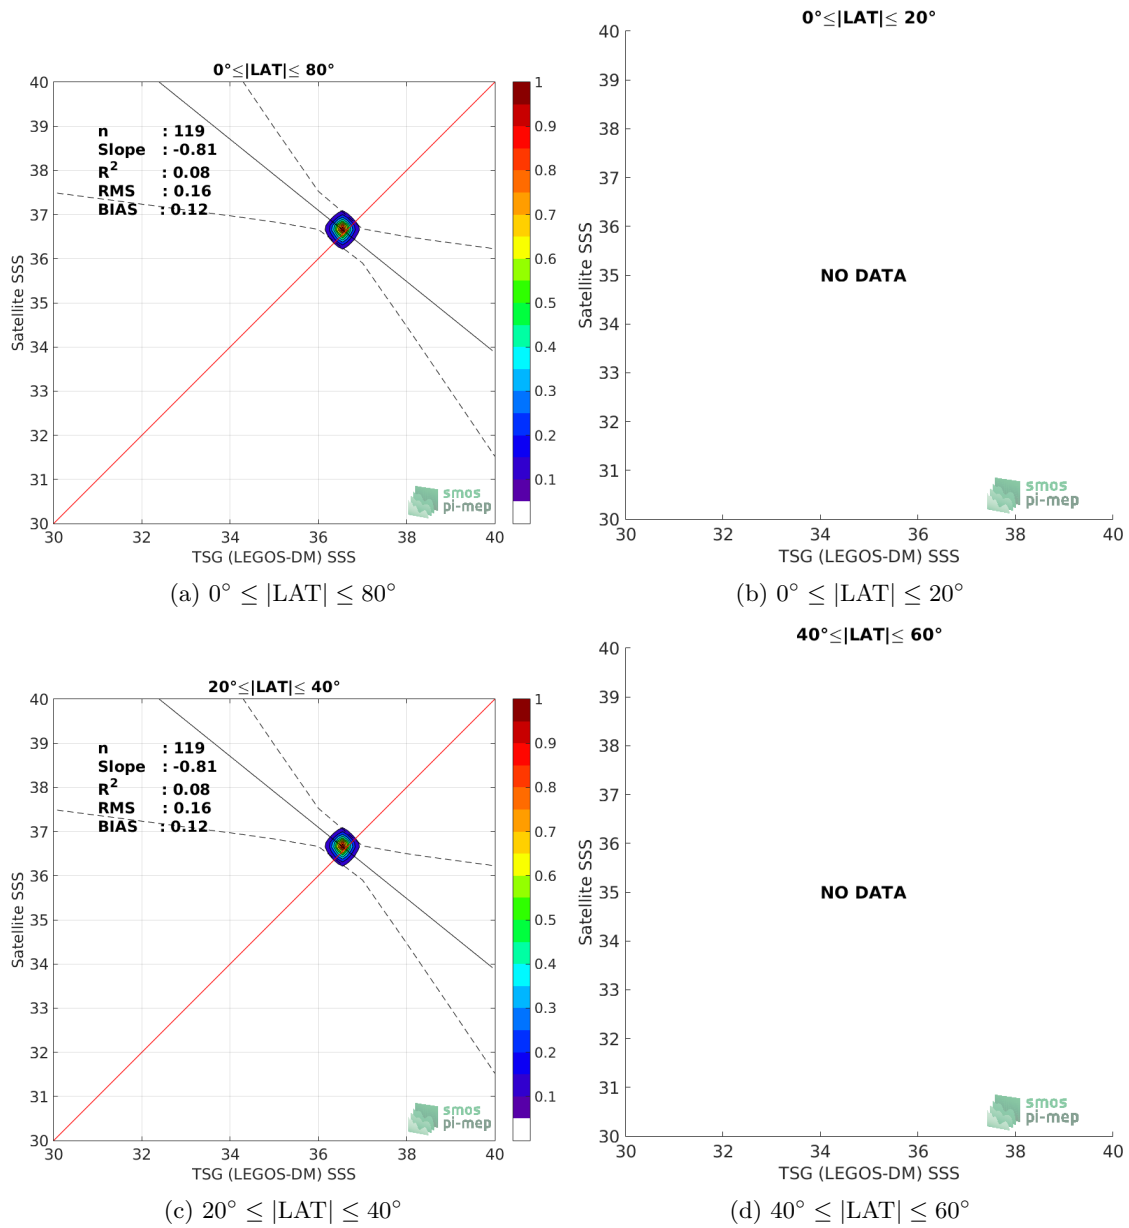 0°≤|LAT|≤ 80°
40
39
38
37
36
35
34
33
32
31
30
n : 119
Slope : -0.81
R² : 0.08
RMS : 0.16
BIAS : 0.12
Satellite SSS
30 32 34 36 38 40
TSG (LEGOS-DM) SSS
1
0.9
0.8
0.7
0.6
0.5
0.4
0.3
0.2
0.1
smos
pi-mep
(a) 0° ≤ |LAT| ≤ 80°
0°≤|LAT|≤ 20°
40
39
38
37
36
35
34
33
32
31
30
Satellite SSS
NO DATA
smos
pi-mep
30 32 34 36 38 40
TSG (LEGOS-DM) SSS
(b) 0° ≤ |LAT| ≤ 20°
20°≤|LAT|≤ 40°
40
39
38
37
36
35
34
33
32
31
30
n : 119
Slope : -0.81
R² : 0.08
RMS : 0.16
BIAS : 0.12
Satellite SSS
30 32 34 36 38 40
TSG (LEGOS-DM) SSS
1
0.9
0.8
0.7
0.6
0.5
0.4
0.3
0.2
0.1
smos
pi-mep
(c) 20° ≤ |LAT| ≤ 40°
40°≤|LAT|≤ 60°
40
39
38
37
36
35
34
33
32
31
30
Satellite SSS
NO DATA
smos
pi-mep
30 32 34 36 38 40
TSG (LEGOS-DM) SSS
(d) 40° ≤ |LAT| ≤ 60°